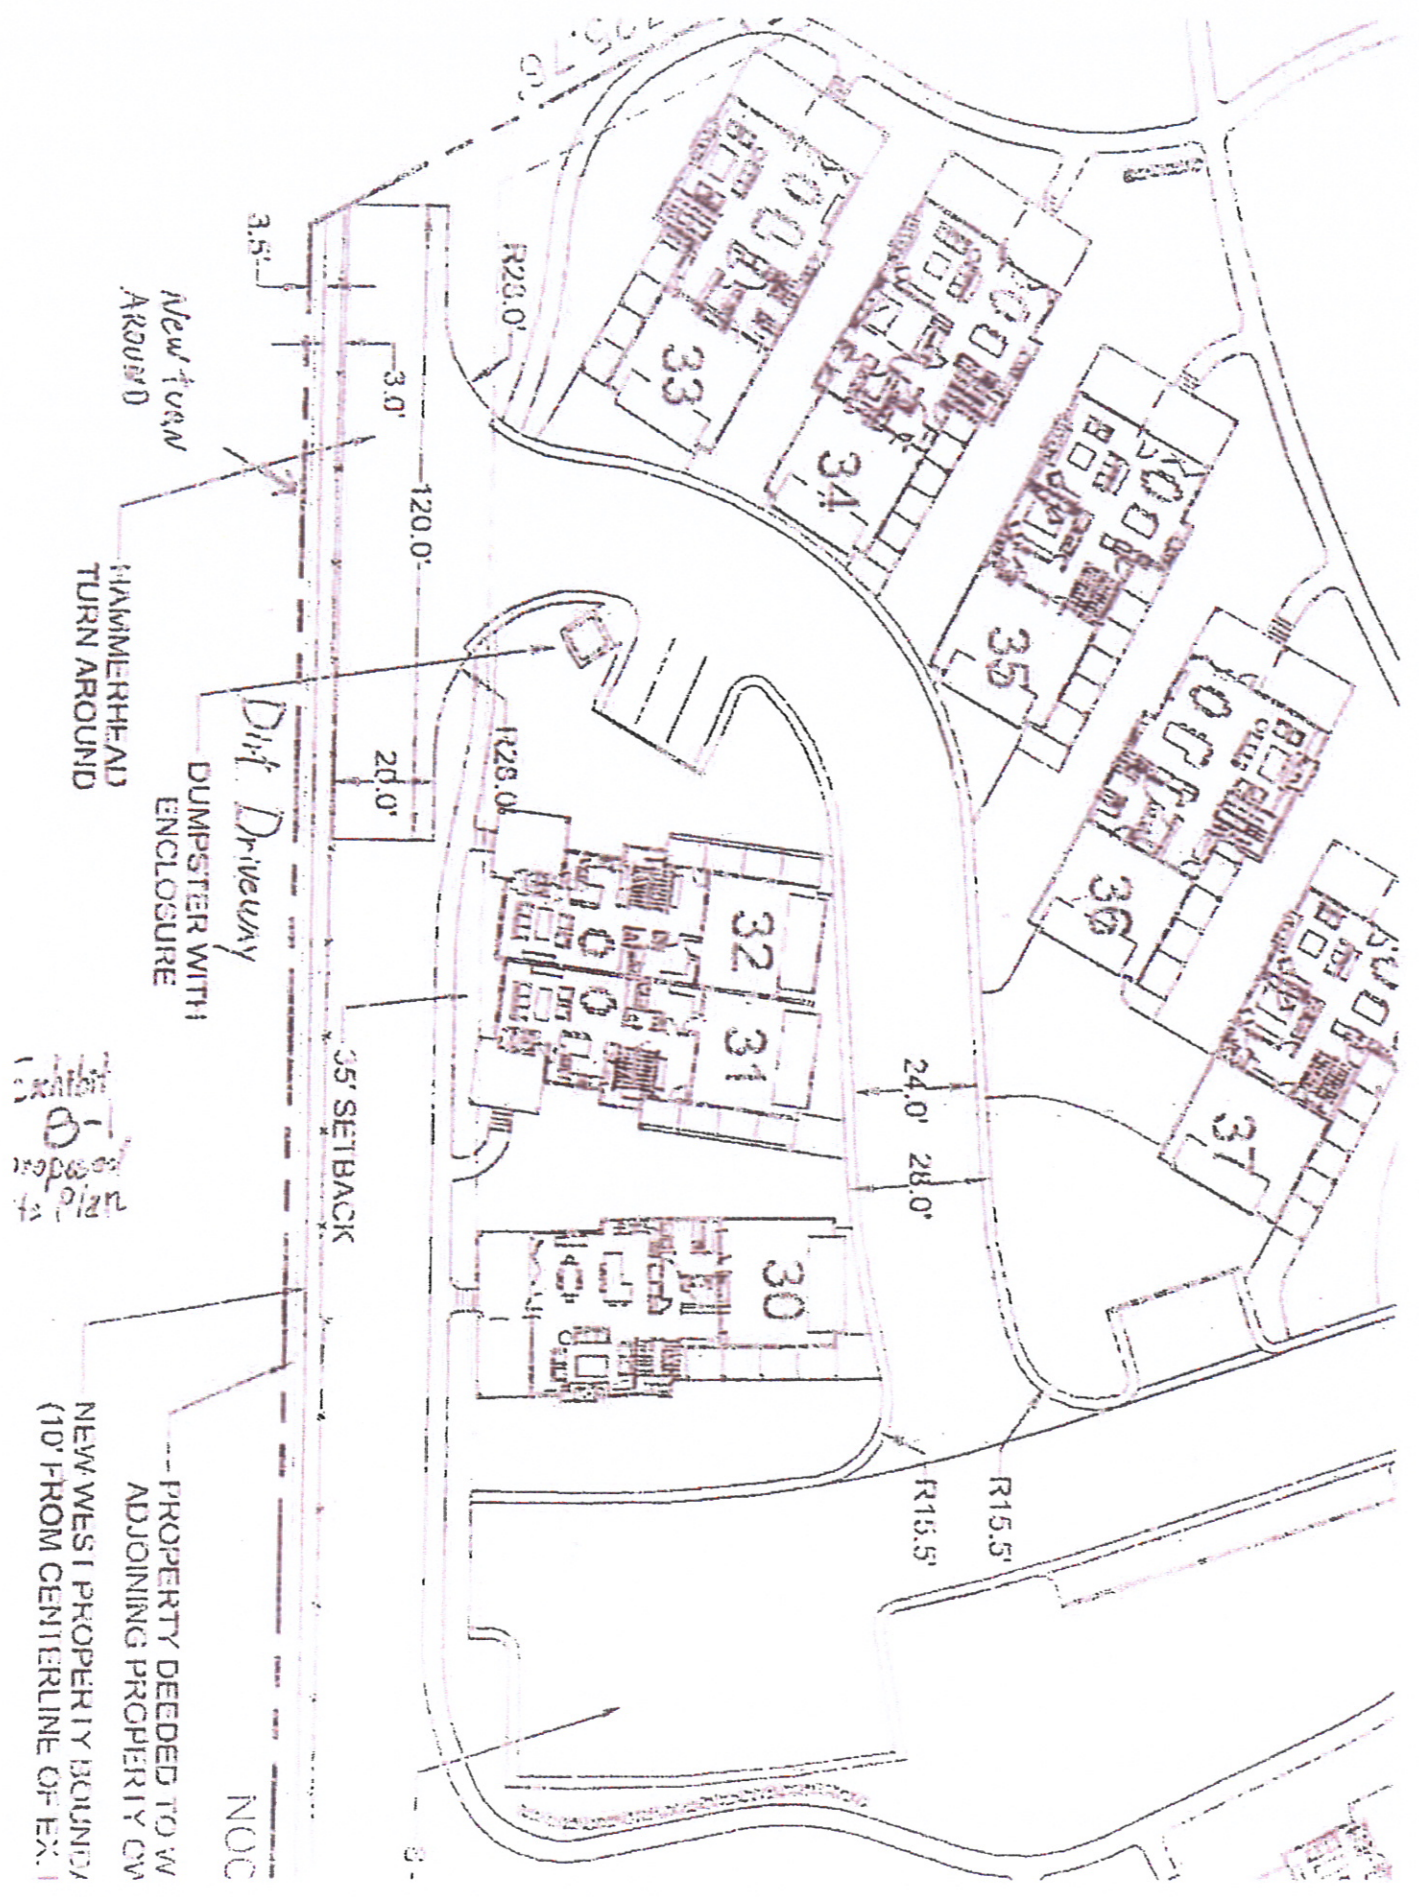 3.5'
New Turn
AROUND
HAMMERHEAD
TURN AROUND
3.0'
120.0'
R28.0'
20.0'
R28.0'
Dirt Driveway
DUMPSTER WITH
ENCLOSURE
35' SETBACK
33
34
35
36
37
32
31
30
24.0'
28.0'
R15.5'
R15.5'
Exhibit
B -
proposed
plan
PROPERTY DEEDED TO W
ADJOINING PROPERTY OW
NEW WEST PROPERTY BOUNDA
(10' FROM CENTERLINE OF EX.
NOC